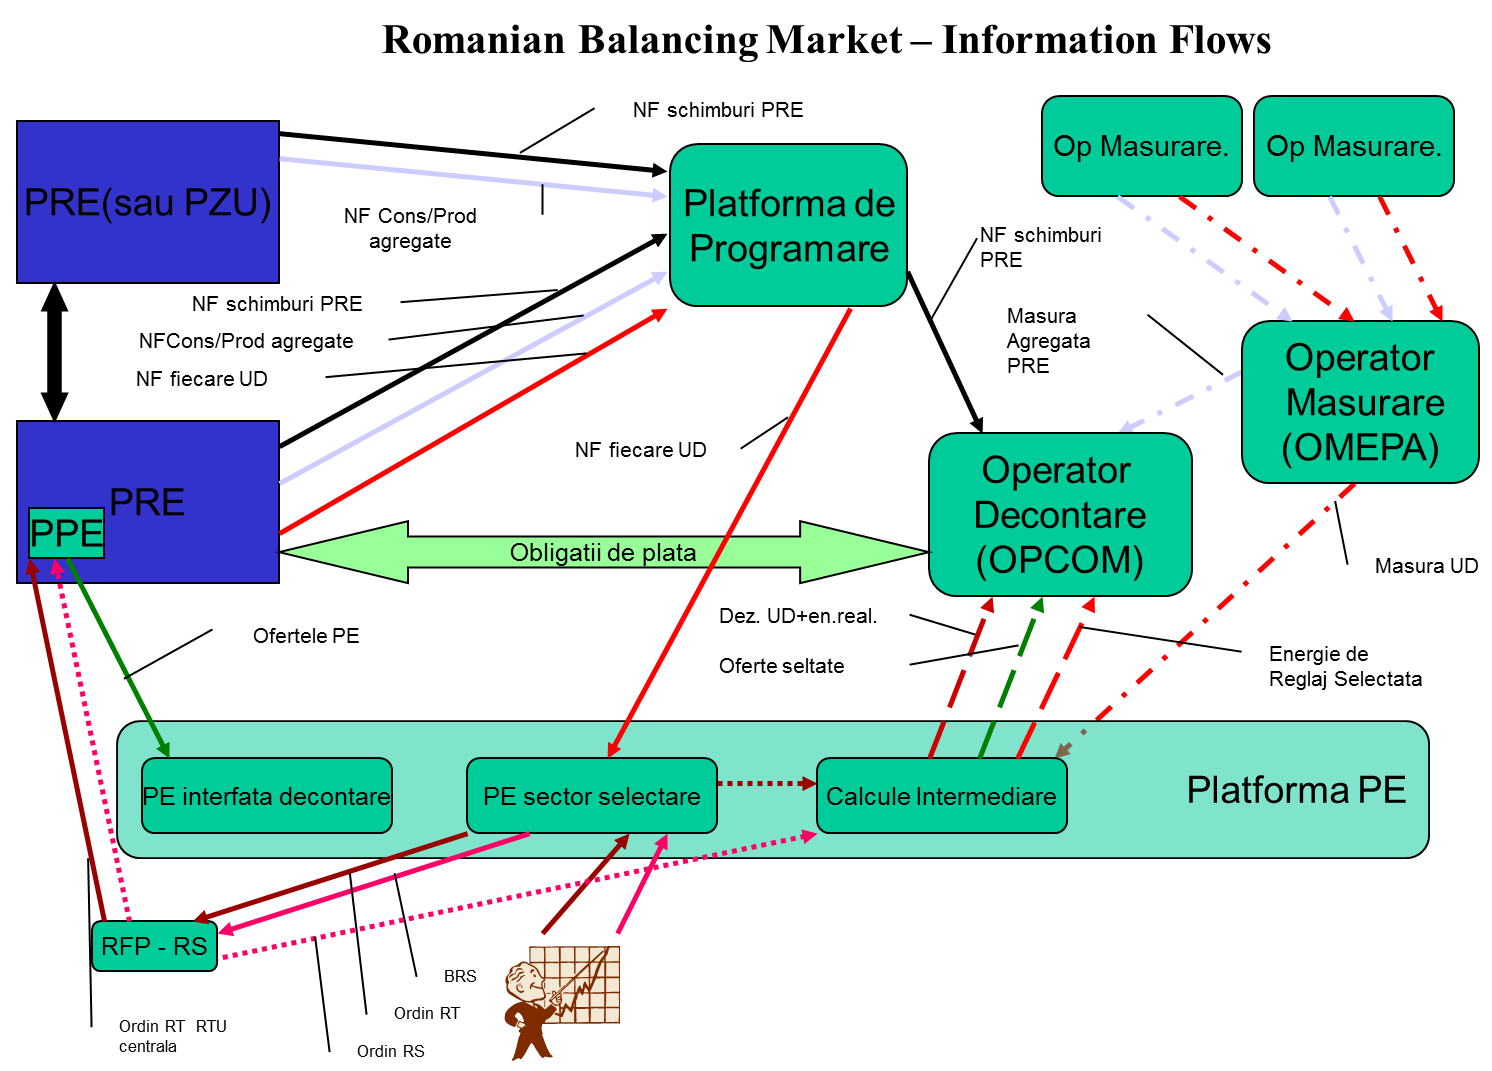 Romanian Balancing Market – Information Flows
NF schimburi PRE
Op Masurare.
Op Masurare.
PRE(sau PZU)
Platforma de
Programare
NF Cons/Prod
agregate
NF schimburi
PRE
NF schimburi PRE
NFCons/Prod agregate
NF fiecare UD
Masura
Agregata
PRE
Operator
Masurare
(OMEPA)
NF fiecare UD
Operator
Decontare
(OPCOM)
PRE
PPE
Obligatii de plata
Masura UD
Ofertele PE
Dez. UD+en.real.
Oferte seltate
Energie de
Reglaj Selectata
PE interfata decontare
PE sector selectare
Calcule Intermediare
Platforma PE
RFP - RS
BRS
Ordin RT
Ordin RT RTU
centrala
Ordin RS